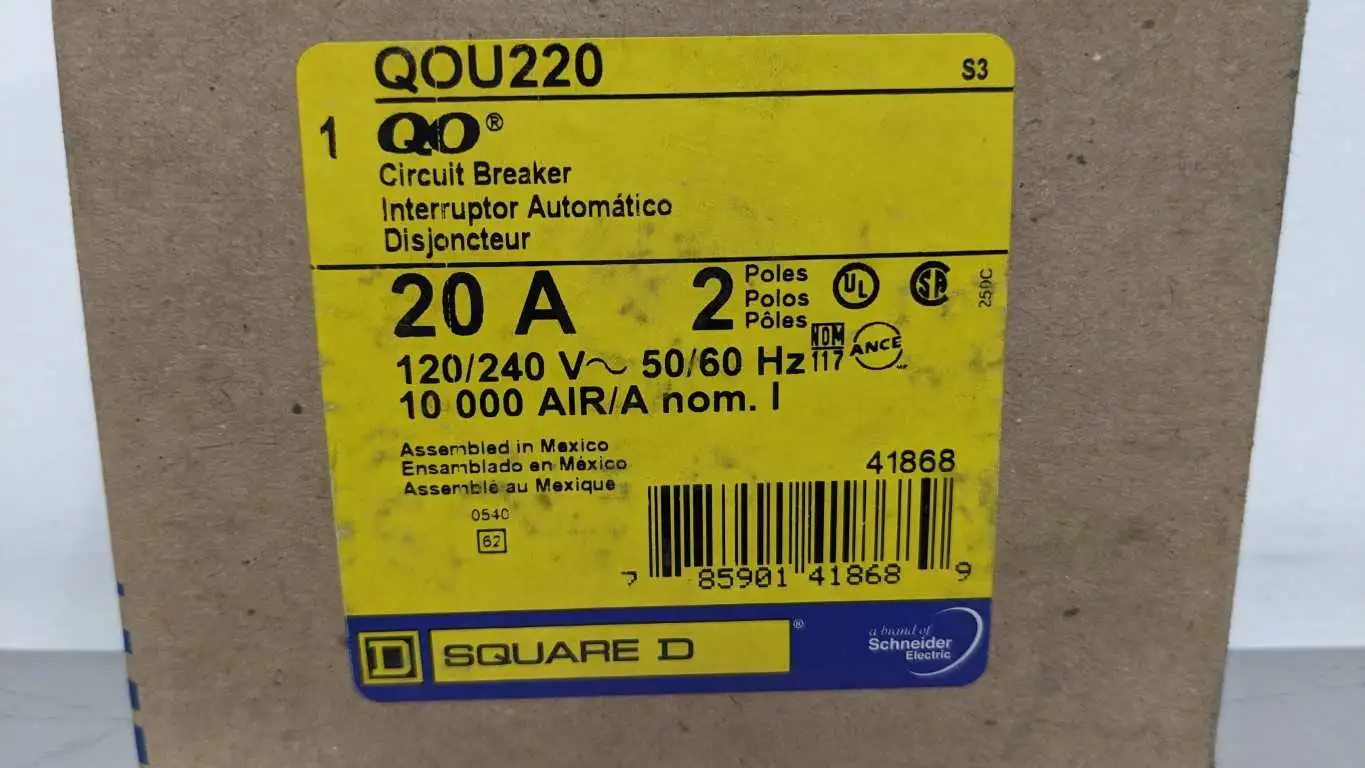 QOU220
S3
1 QO®
Circuit Breaker
Interruptor Automático
Disjoncteur
20 A 2 Poles
Polos
Pôles
UL
SA
250C
120/240 V~ 50/60 Hz
NOM
117
ANCE
10 000 AIR/A nom. I
Assembled in Mexico
Ensamblado en México
Assemblé au Mexique
0540
62
41868
7 85901 41868 9
D SQUARE D®
a brand of
Schneider
Electric